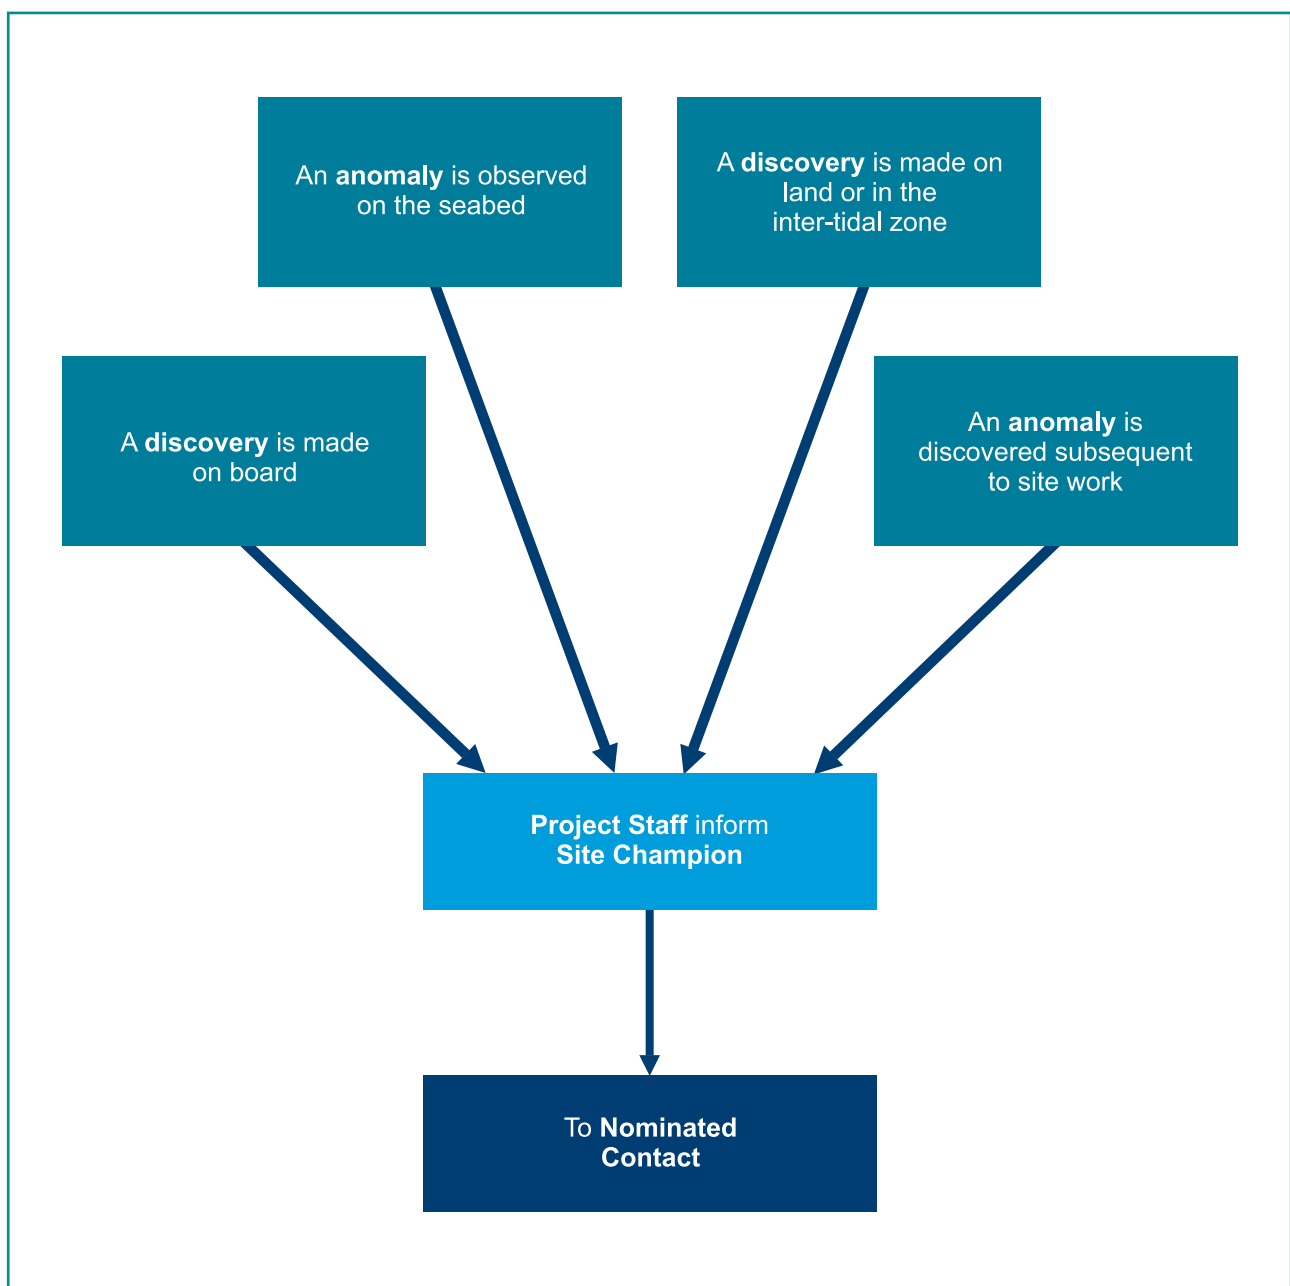 An anomaly is observed
on the seabed
A discovery is made on
land or in the
inter-tidal zone
A discovery is made
on board
An anomaly is
discovered subsequent
to site work
Project Staff inform
Site Champion
To Nominated
Contact